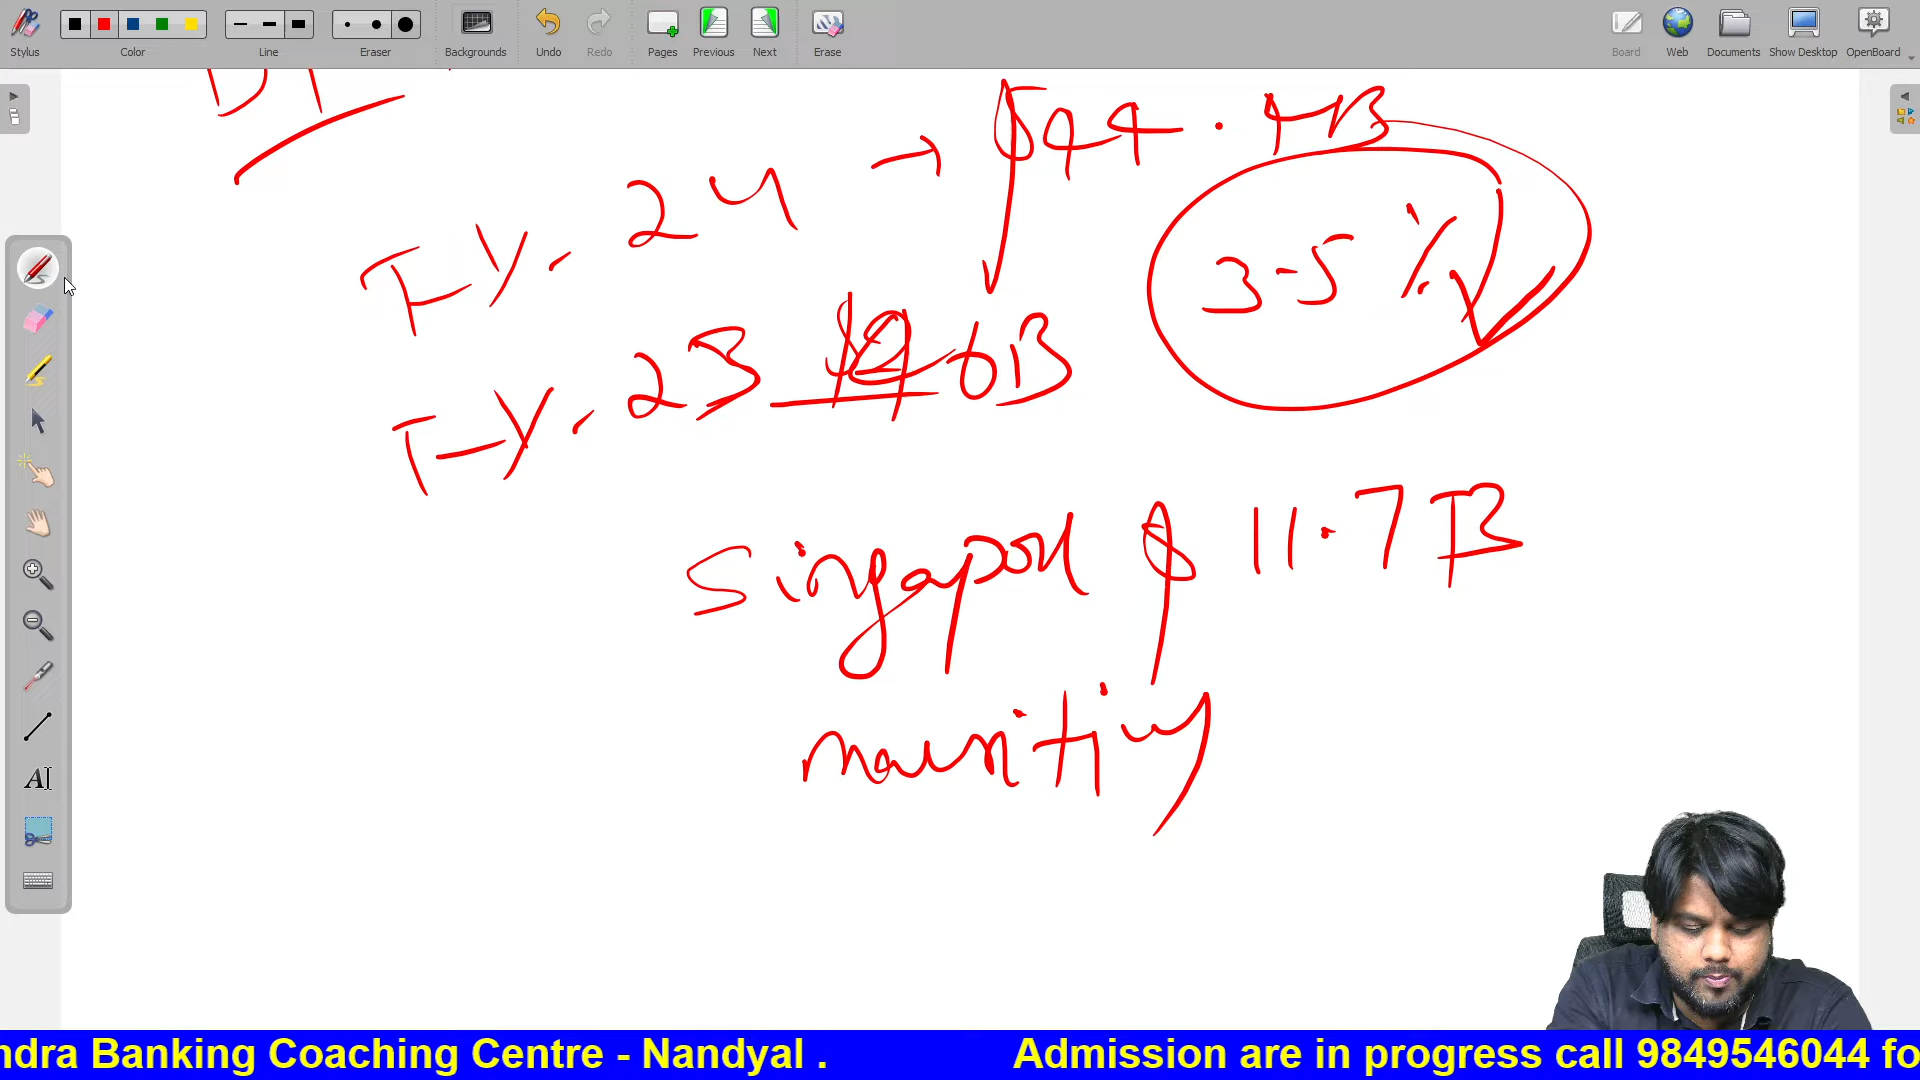 Stylus Color Line Eraser Backgrounds Undo Redo Pages Previous Next Erase Board Web Documents Show Desktop OpenBoard
F-Y-24 → $44.4B
3-5%
F-Y-23
Singapore $ 11.7B
mauritius
ndra Banking Coaching Centre - Nandyal . Admission are in progress call 9849546044 fo